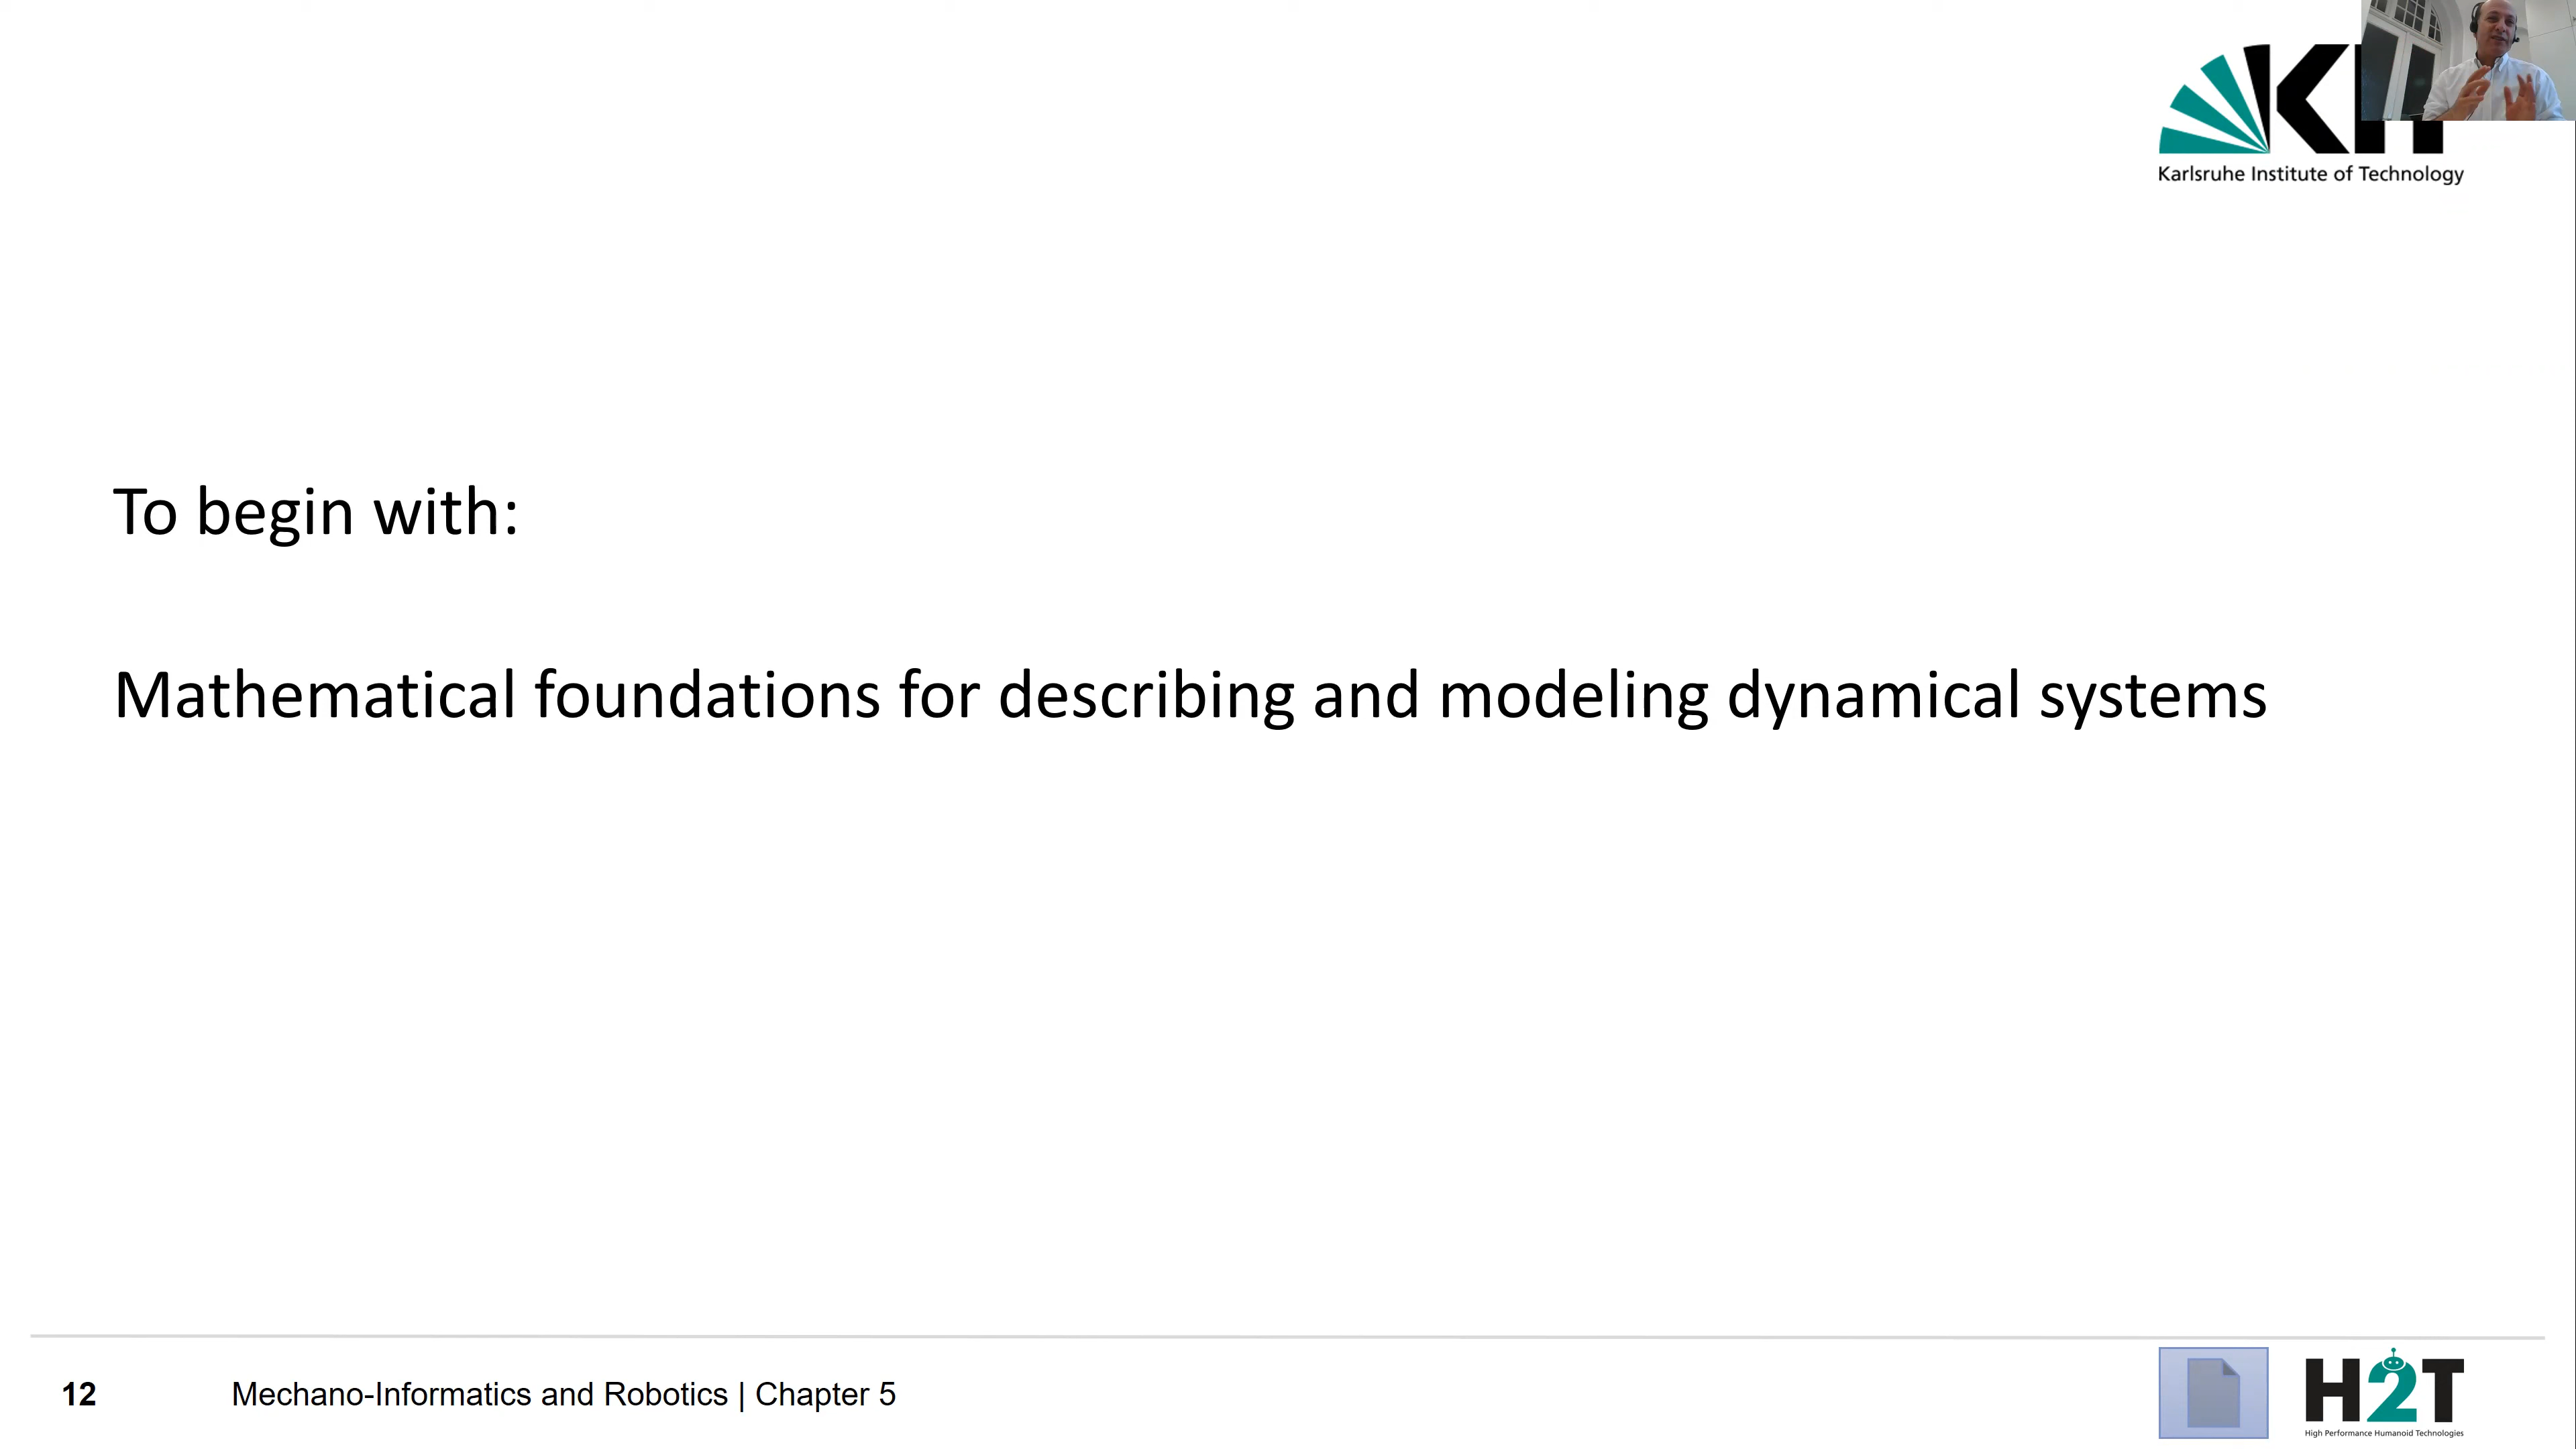 Karlsruhe Institute of Technology
To begin with:
Mathematical foundations for describing and modeling dynamical systems
12
Mechano-Informatics and Robotics | Chapter 5
H2T
High Performance Humanoid Technologies